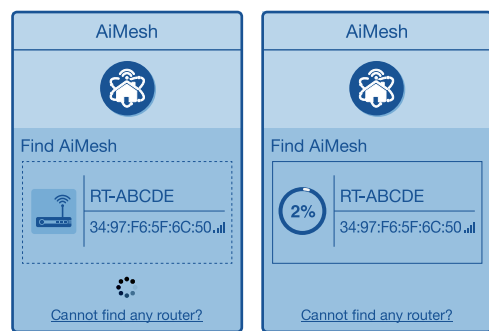 AiMesh
Find AiMesh
RT-ABCDE
34:97:F6:5F:6C:50
Cannot find any router?
AiMesh
Find AiMesh
2%
RT-ABCDE
34:97:F6:5F:6C:50
Cannot find any router?